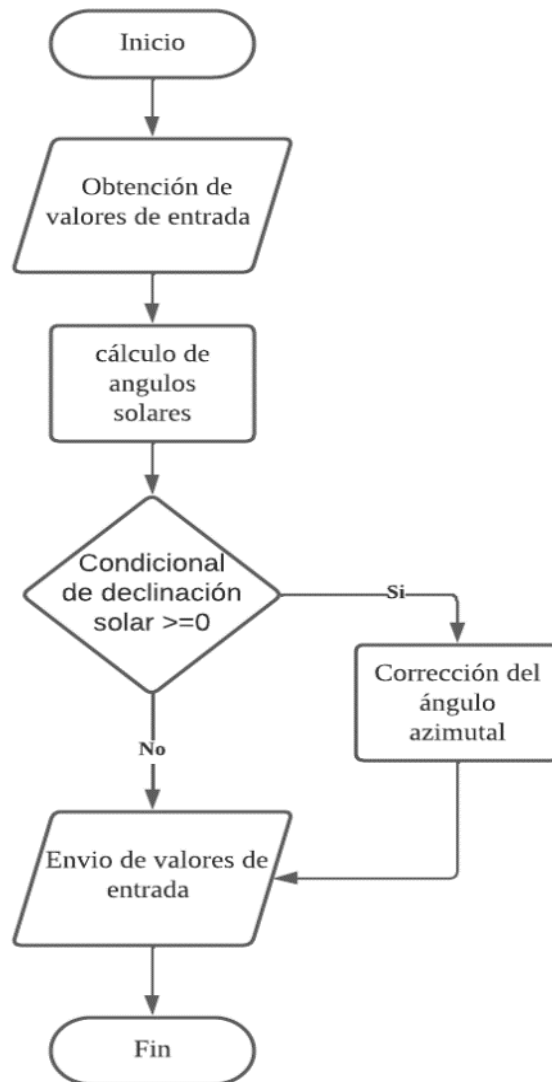 Inicio
Obtención de
valores de entrada
cálculo de
angulos
solares
Condicional
de declinación
solar >=0
Si
Corrección del
ángulo
azimutal
No
Envio de valores de
entrada
Fin